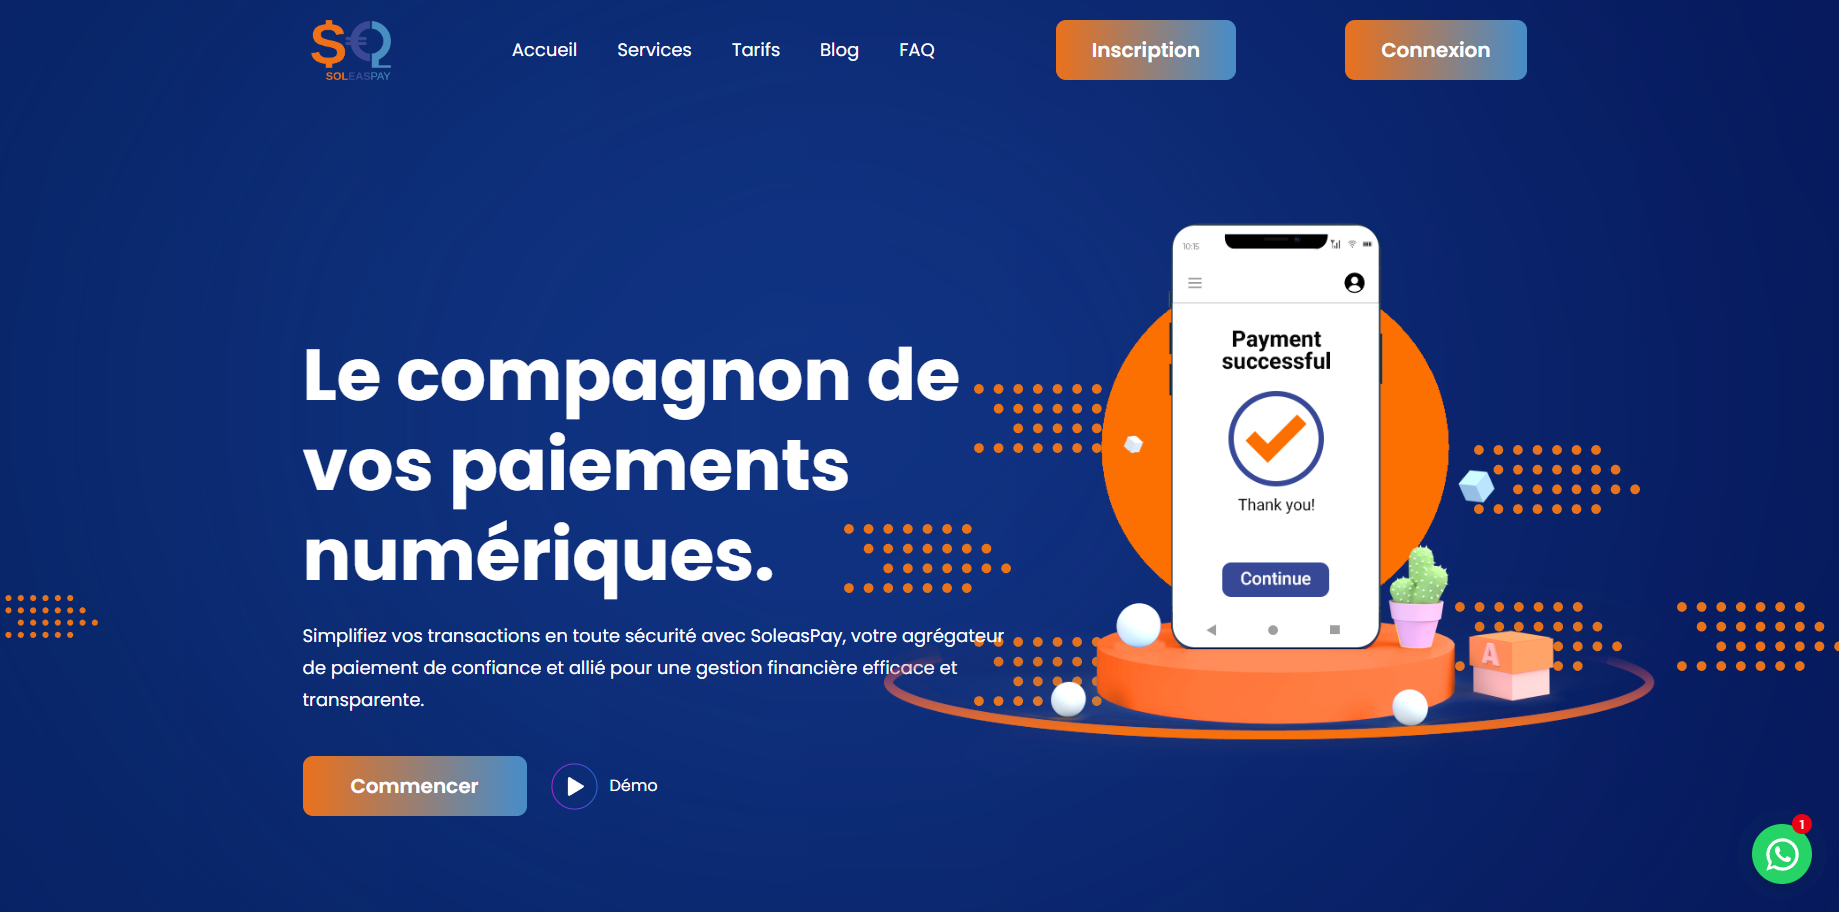 SOLEASPAY
Accueil Services Tarifs Blog FAQ Inscription Connexion
10:15
Payment
successful
Thank you!
Continue
Le compagnon de
vos paiements
numériques.
Simplifiez vos transactions en toute sécurité avec SoleasPay, votre agrégateur
de paiement de confiance et allié pour une gestion financière efficace et
transparente.
A
Commencer
Démo
1